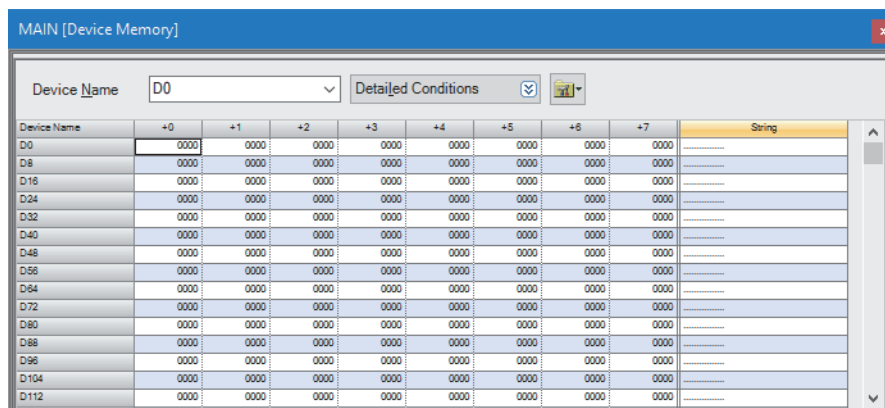 MAIN [Device Memory]
Device Name D0 Detailed Conditions
Device Name +0 +1 +2 +3 +4 +5 +6 +7 String
D0 0000 0000 0000 0000 0000 0000 0000 0000 ................
D8 0000 0000 0000 0000 0000 0000 0000 0000 ................
D16 0000 0000 0000 0000 0000 0000 0000 0000 ................
D24 0000 0000 0000 0000 0000 0000 0000 0000 ................
D32 0000 0000 0000 0000 0000 0000 0000 0000 ................
D40 0000 0000 0000 0000 0000 0000 0000 0000 ................
D48 0000 0000 0000 0000 0000 0000 0000 0000 ................
D56 0000 0000 0000 0000 0000 0000 0000 0000 ................
D64 0000 0000 0000 0000 0000 0000 0000 0000 ................
D72 0000 0000 0000 0000 0000 0000 0000 0000 ................
D80 0000 0000 0000 0000 0000 0000 0000 0000 ................
D88 0000 0000 0000 0000 0000 0000 0000 0000 ................
D96 0000 0000 0000 0000 0000 0000 0000 0000 ................
D104 0000 0000 0000 0000 0000 0000 0000 0000 ................
D112 0000 0000 0000 0000 0000 0000 0000 0000 ................